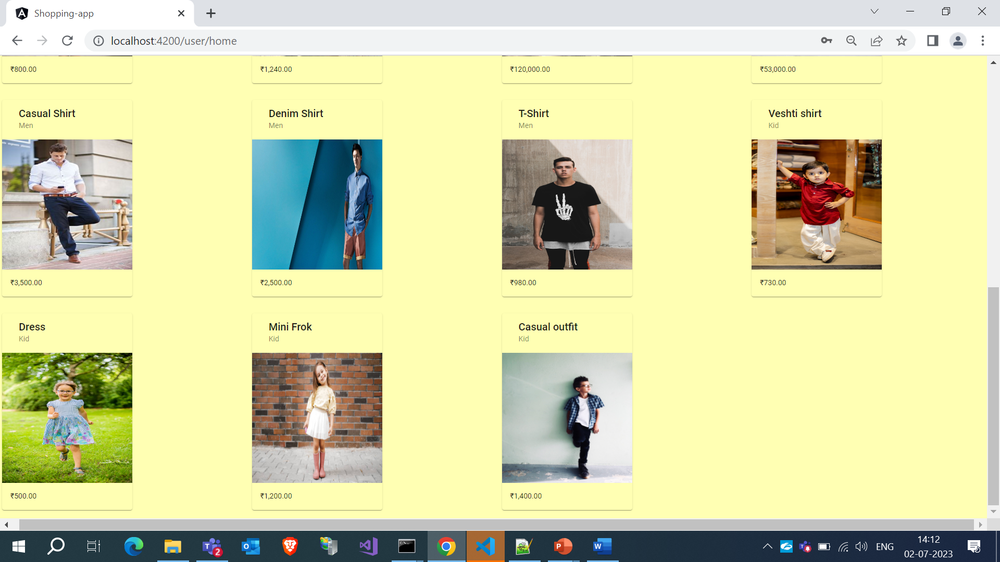 Shopping-app
localhost:4200/user/home
₹800.00
₹1,240.00
₹120,000.00
₹53,000.00
Casual Shirt
Men
₹3,500.00
Denim Shirt
Men
₹2,500.00
T-Shirt
Men
₹980.00
Veshti shirt
Kid
₹730.00
Dress
Kid
₹500.00
Mini Frok
Kid
₹1,200.00
Casual outfit
Kid
₹1,400.00
2
ENG
14:12
02-07-2023